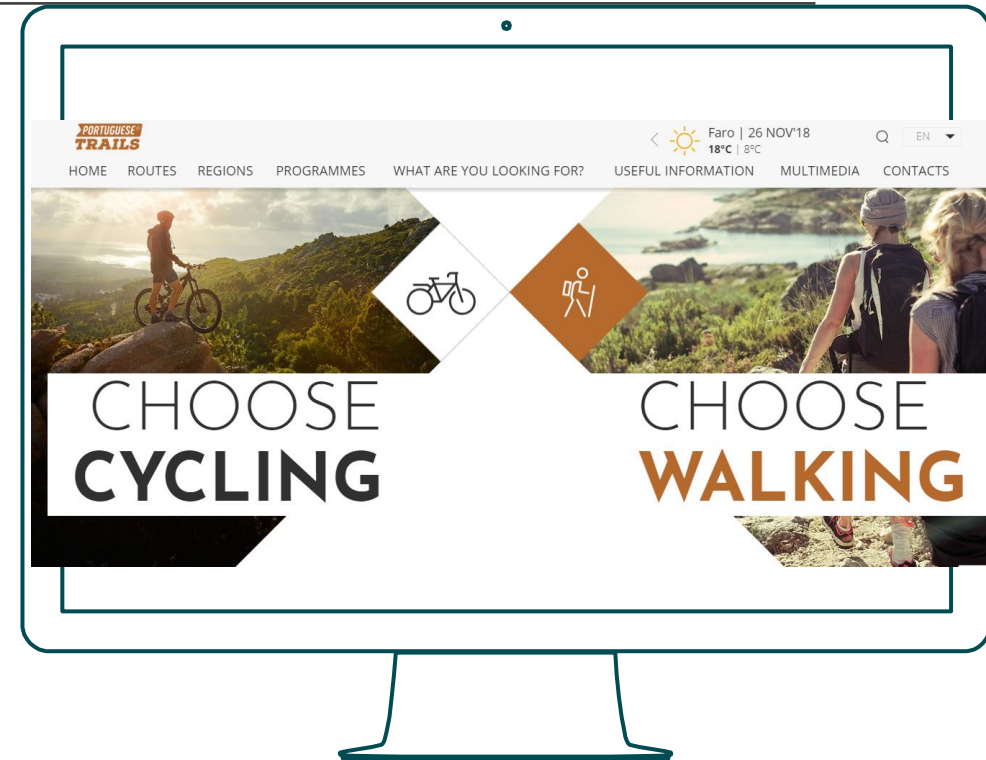 PORTUGUESE
TRAILS
Faro | 26 NOV'18
18°C | 8°C
EN
HOME ROUTES REGIONS PROGRAMMES WHAT ARE YOU LOOKING FOR? USEFUL INFORMATION MULTIMEDIA CONTACTS
CHOOSE
CYCLING
CHOOSE
WALKING